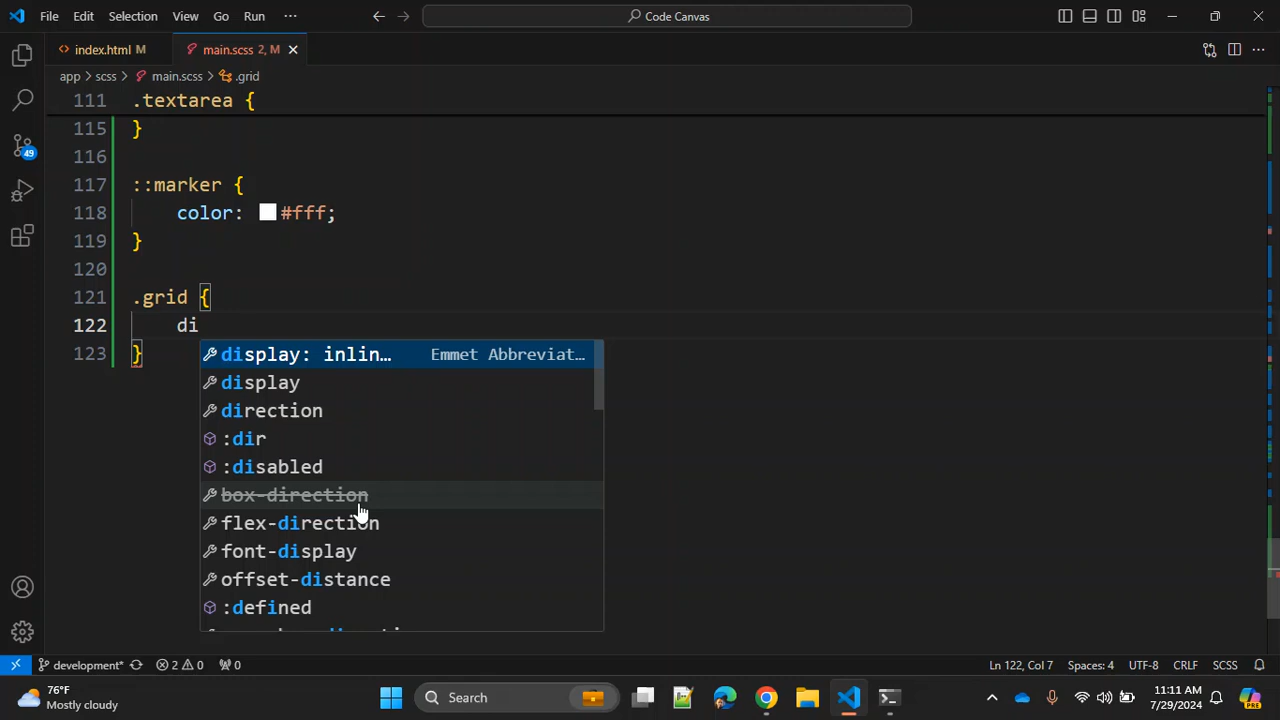 File Edit Selection View Go Run ··· Code Canvas
index.html M main.scss 2, M
app > scss > main.scss > .grid
111 .textarea {
115 }
116
117 ::marker {
118 color: #fff;
119 }
120
121 .grid {
122 di
123 }
display: inlin… Emmet Abbreviat…
display
direction
:dir
:disabled
box-direction
flex-direction
font-display
offset-distance
:defined
49
development* 2 0 0 Ln 122, Col 7 Spaces: 4 UTF-8 CRLF SCSS
76°F
Mostly cloudy
Search
11:11 AM
7/29/2024
PRE